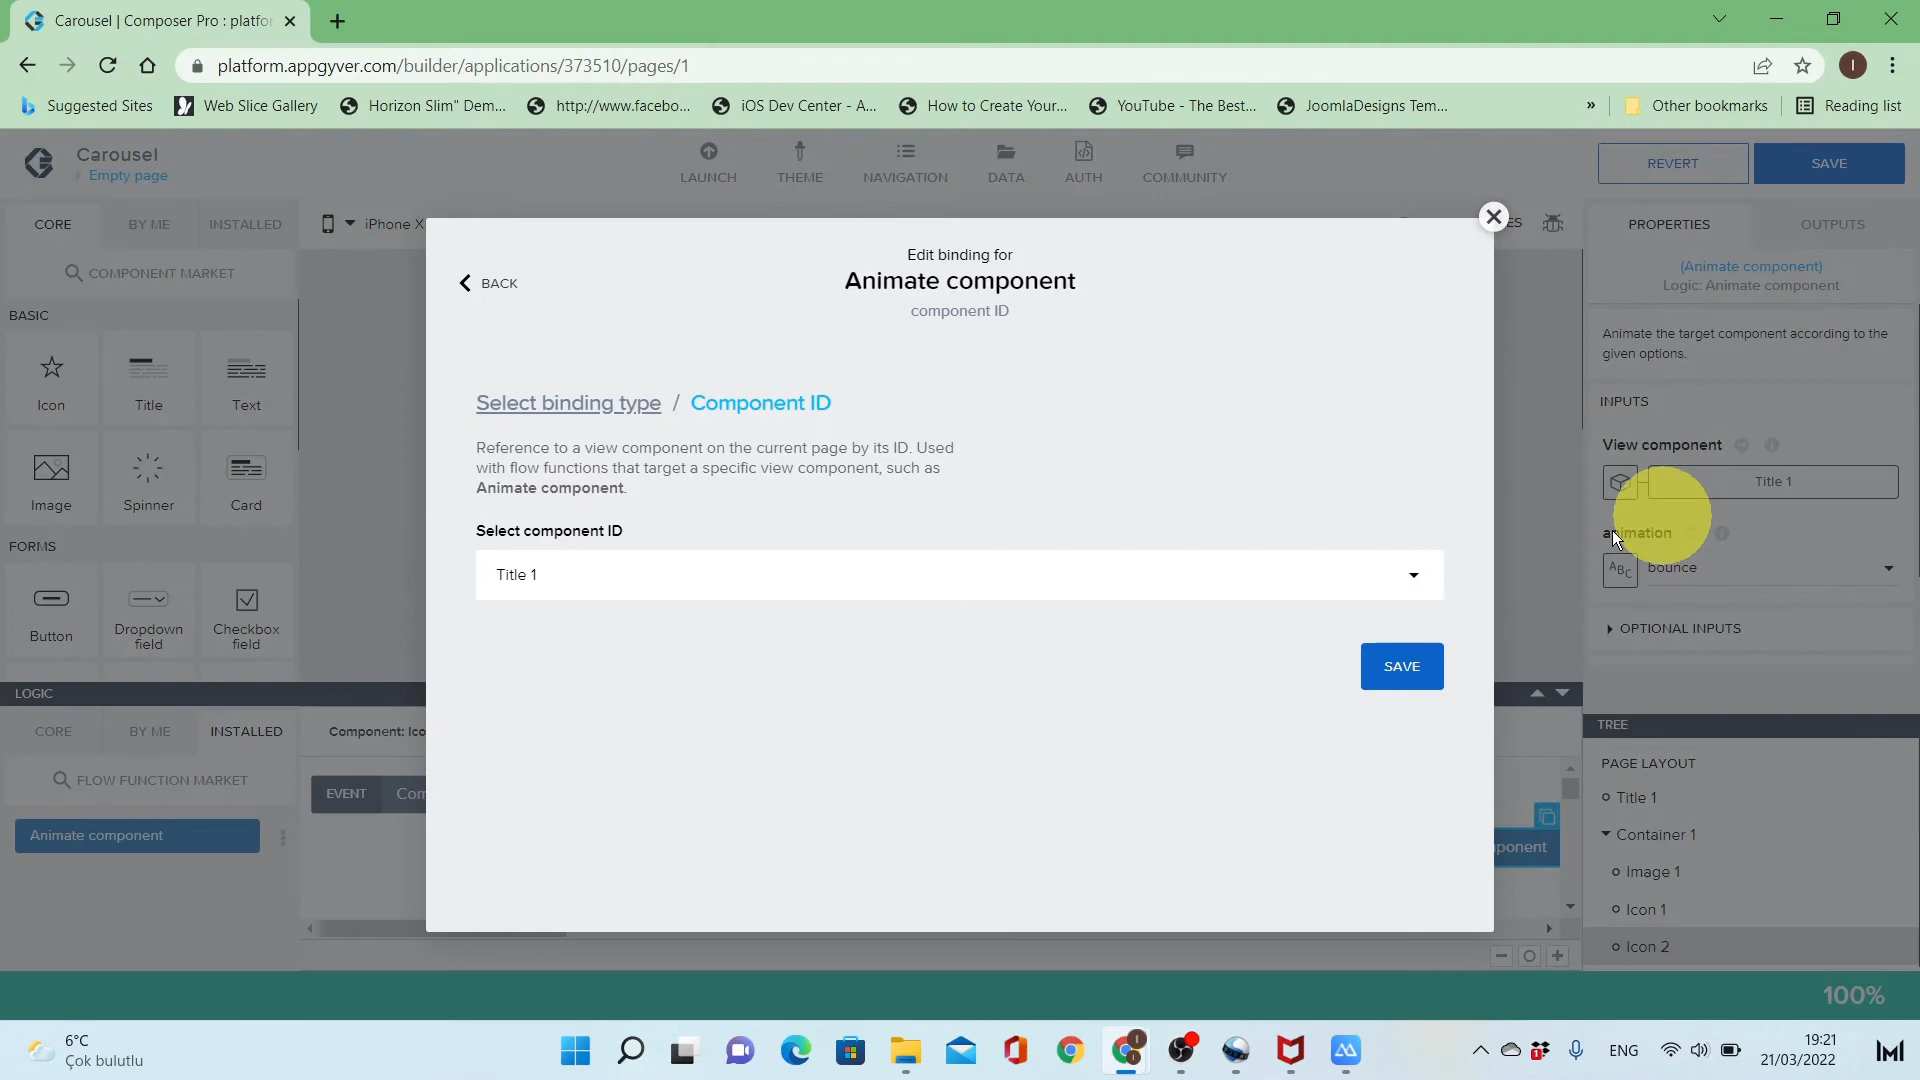 Carousel | Composer Pro : platfor
platform.appgyver.com/builder/applications/373510/pages/1
I
Suggested Sites
Web Slice Gallery
Horizon Slim" Dem...
http://www.facebo...
iOS Dev Center - A...
How to Create Your...
YouTube - The Best...
JoomlaDesigns Tem...
»
Other bookmarks
Reading list
Carousel
Empty page
LAUNCH
THEME
NAVIGATION
DATA
AUTH
COMMUNITY
REVERT
SAVE
CORE
BY ME
INSTALLED
iPhone X
ES
PROPERTIES
OUTPUTS
COMPONENT MARKET
BASIC
Icon
Title
Text
Image
Spinner
Card
FORMS
Button
Dropdown
field
Checkbox
field
Edit binding for
Animate component
component ID
BACK
Select binding type / Component ID
Reference to a view component on the current page by its ID. Used
with flow functions that target a specific view component, such as
Animate component.
Select component ID
Title 1
SAVE
(Animate component)
Logic: Animate component
Animate the target component according to the
given options.
INPUTS
View component
Title 1
animation
ABC
bounce
OPTIONAL INPUTS
LOGIC
CORE
BY ME
INSTALLED
FLOW FUNCTION MARKET
Animate component
Component: Ico
EVENT
Com
ponent
TREE
PAGE LAYOUT
Title 1
Container 1
Image 1
Icon 1
Icon 2
100%
6°C
Çok bulutlu
1
ENG
19:21
21/03/2022